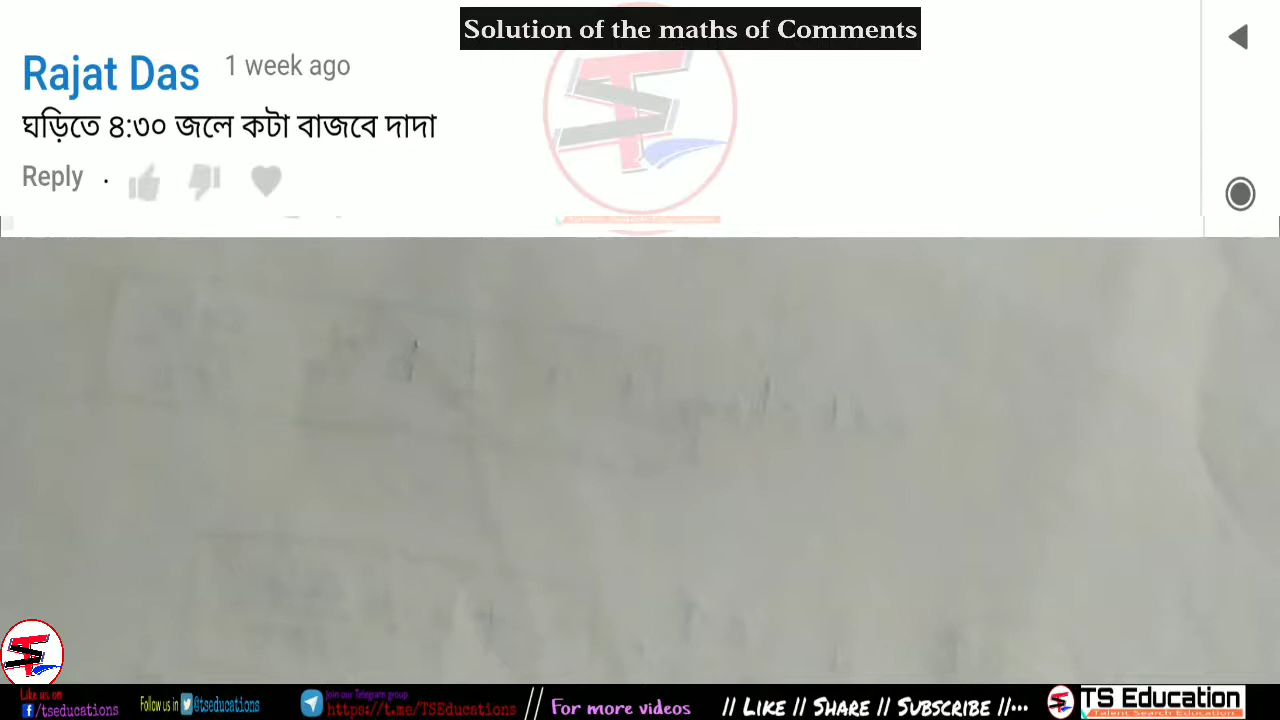 Solution of the maths of Comments
Rajat Das 1 week ago
ঘড়িতে ৪:৩০ জলে কটা বাজবে দাদা
Reply
Like us on
/tseducations
Follow us in @tseducations
Join our Telegram group
https://t.me/TSEducations
// For more videos // LIKE // SHARE // SUBSCRIBE //...
TS Education
Talent Search Education